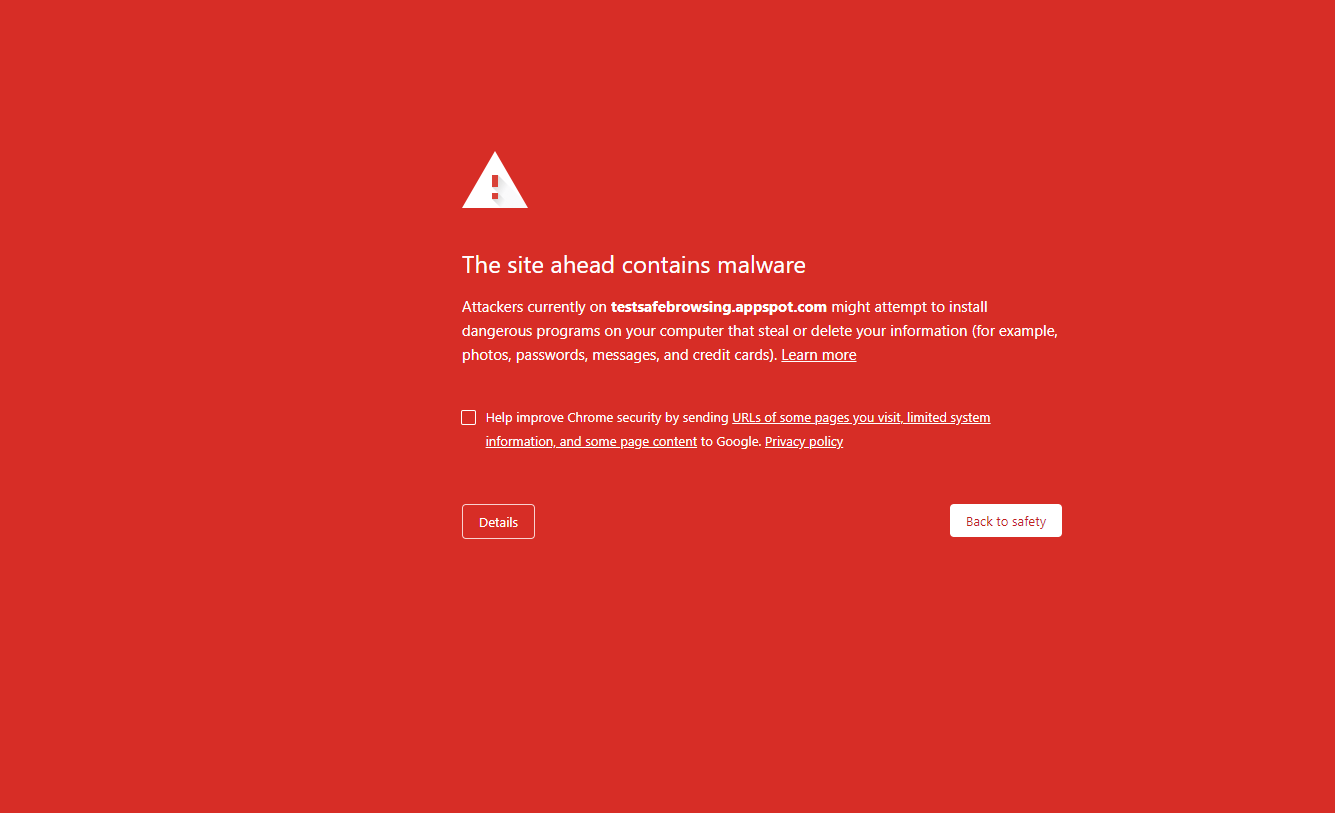 The site ahead contains malware
Attackers currently on testsafebrowsing.appspot.com might attempt to install
dangerous programs on your computer that steal or delete your information (for example,
photos, passwords, messages, and credit cards). Learn more
Help improve Chrome security by sending URLs of some pages you visit, limited system
information, and some page content to Google. Privacy policy
Details
Back to safety